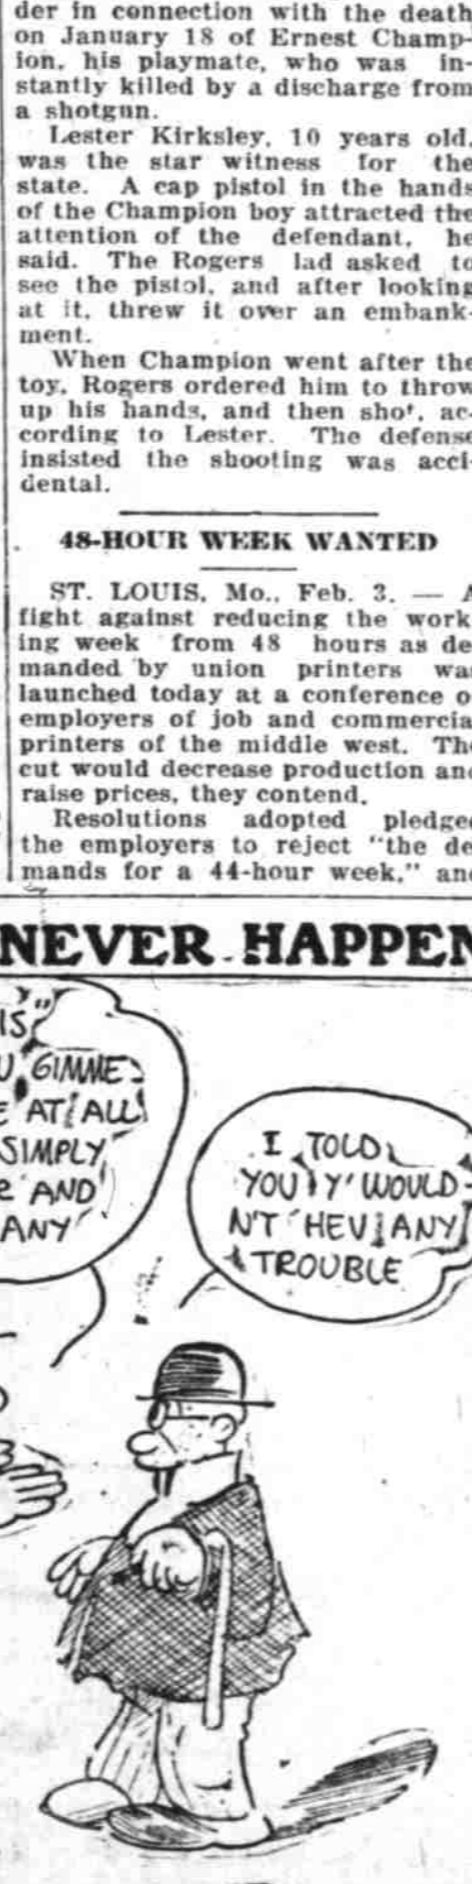 der in connection with the death
on January 18 of Ernest Champ-
ion, his playmate, who was in-
stantly killed by a discharge from
a shotgun.
Lester Kirksley, 10 years old,
was the star witness for the
state. A cap pistol in the hands
of the Champion boy attracted the
attention of the defendant, he
said. The Rogers lad asked to
see the pistol, and after looking
at it, threw it over an embank-
ment.
When Champion went after the
toy, Rogers ordered him to throw
up his hands, and then shot, ac-
cording to Lester. The defense
insisted the shooting was acci-
dental.
48-HOUR WEEK WANTED
ST. LOUIS, Mo., Feb. 3. — A
fight against reducing the work
ing week from 48 hours as de
manded by union printers was
launched today at a conference o
employers of job and commercia
printers of the middle west. The
cut would decrease production and
raise prices, they contend.
Resolutions adopted pledged
the employers to reject "the de
mands for a 44-hour week," and
NEVER HAPPEN
IS"
U GIMME
E AT ALL
SIMPLY
AND
ANY
I TOLD
YOU Y'WOULD-
N'T HEV ANY
TROUBLE